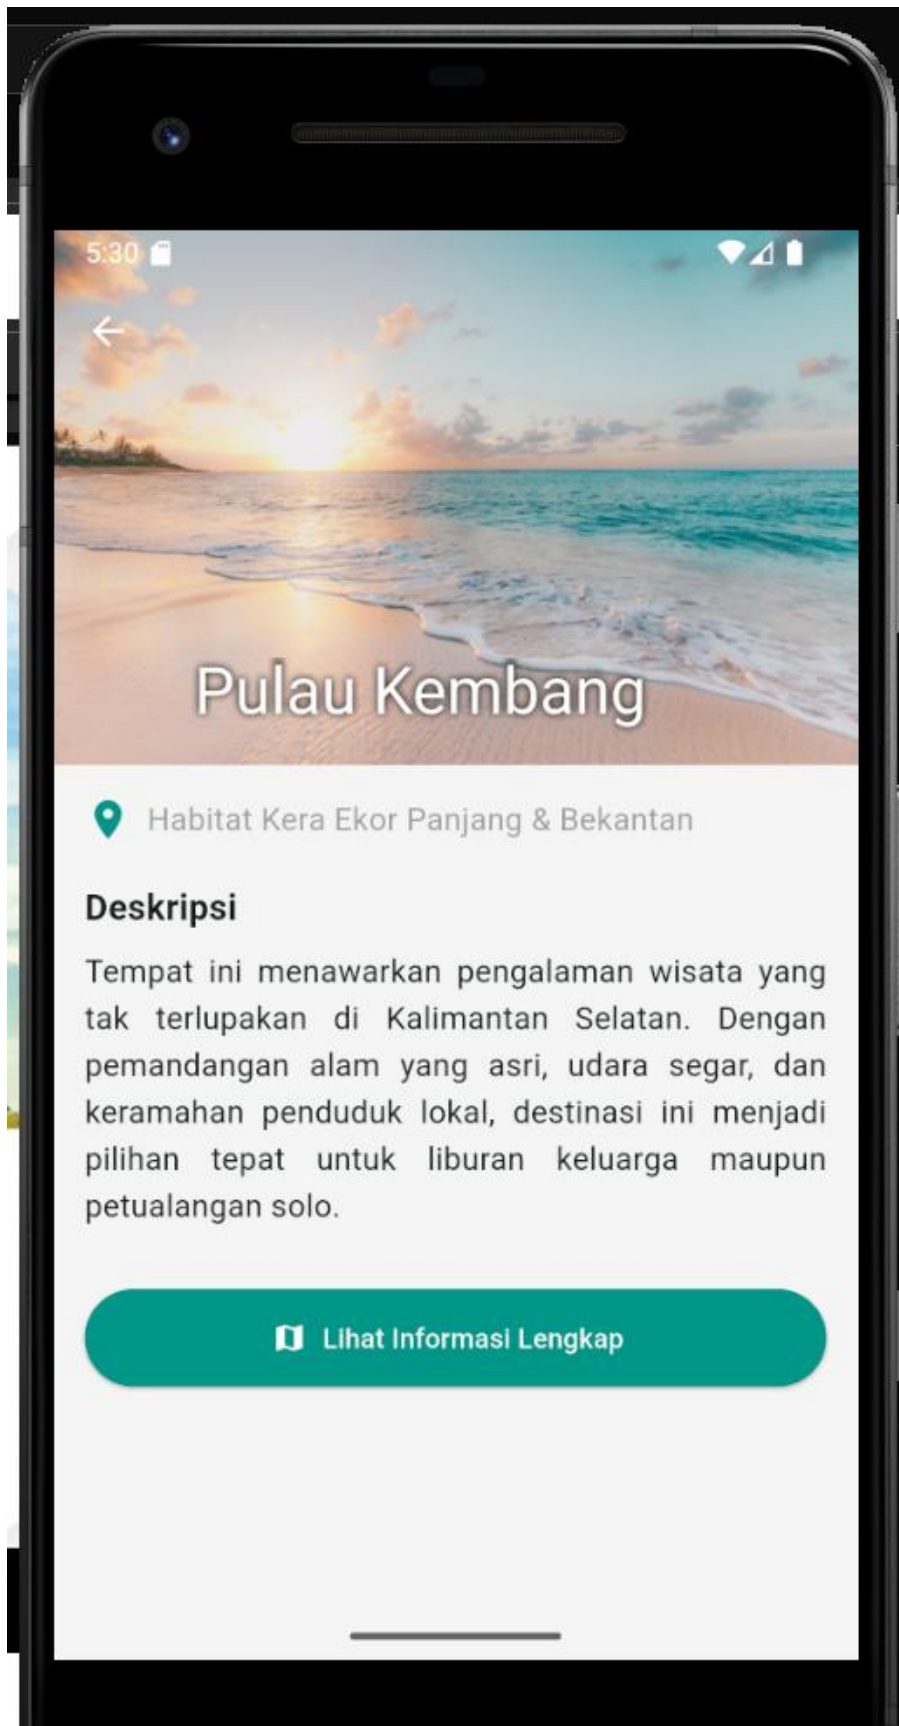 5:30
Pulau Kembang
Habitat Kera Ekor Panjang & Bekantan
Deskripsi
Tempat ini menawarkan pengalaman wisata yang
tak terlupakan di Kalimantan Selatan. Dengan
pemandangan alam yang asri, udara segar, dan
keramahan penduduk lokal, destinasi ini menjadi
pilihan tepat untuk liburan keluarga maupun
petualangan solo.
Lihat Informasi Lengkap